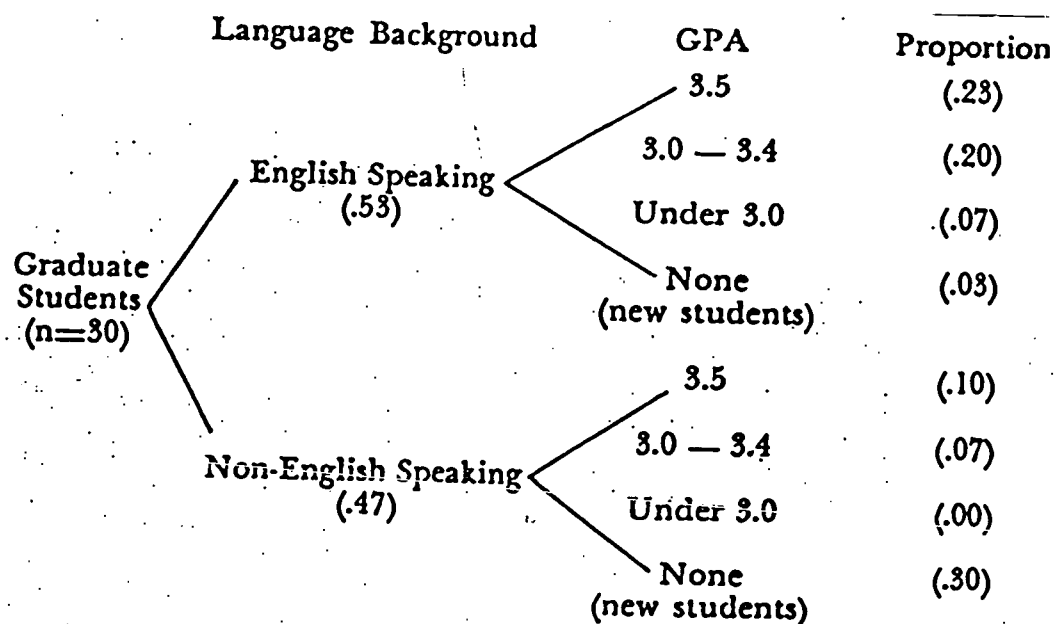 Language Background GPA Proportion
3.5 (.23)
3.0 — 3.4 (.20)
English Speaking
(.53)
Under 3.0 (.07)
None (.03)
(new students)
Graduate
Students
(n=30)
3.5 (.10)
3.0 — 3.4 (.07)
Non-English Speaking
(.47)
Under 3.0 (.00)
None (.30)
(new students)